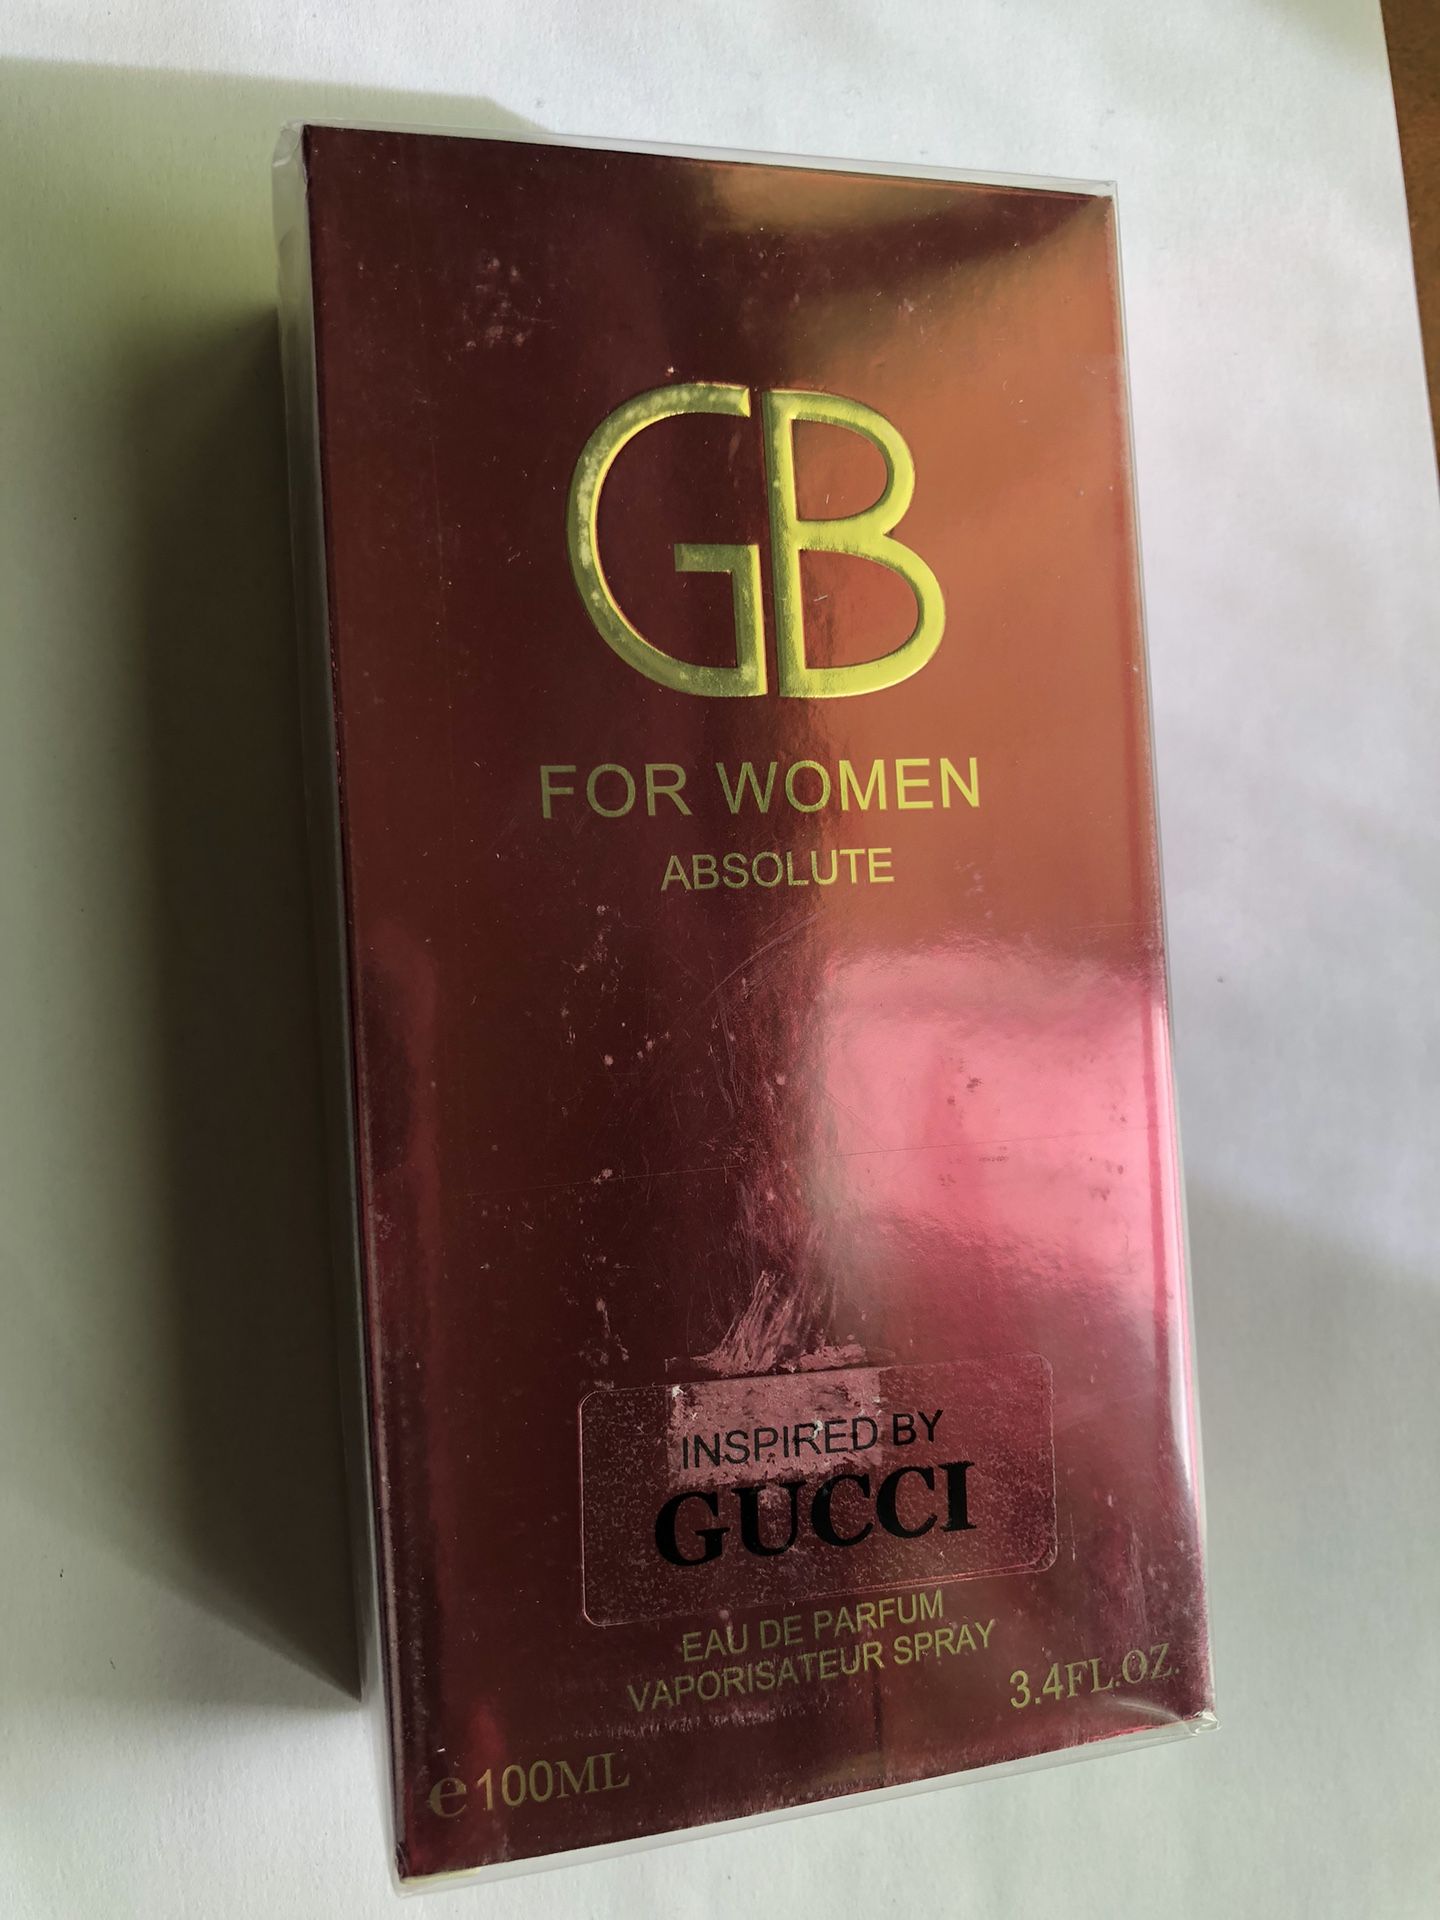 GB
FOR WOMEN
ABSOLUTE
INSPIRED BY
GUCCI
EAU DE PARFUM
VAPORISATEUR SPRAY
3.4FL.OZ.
e100ML